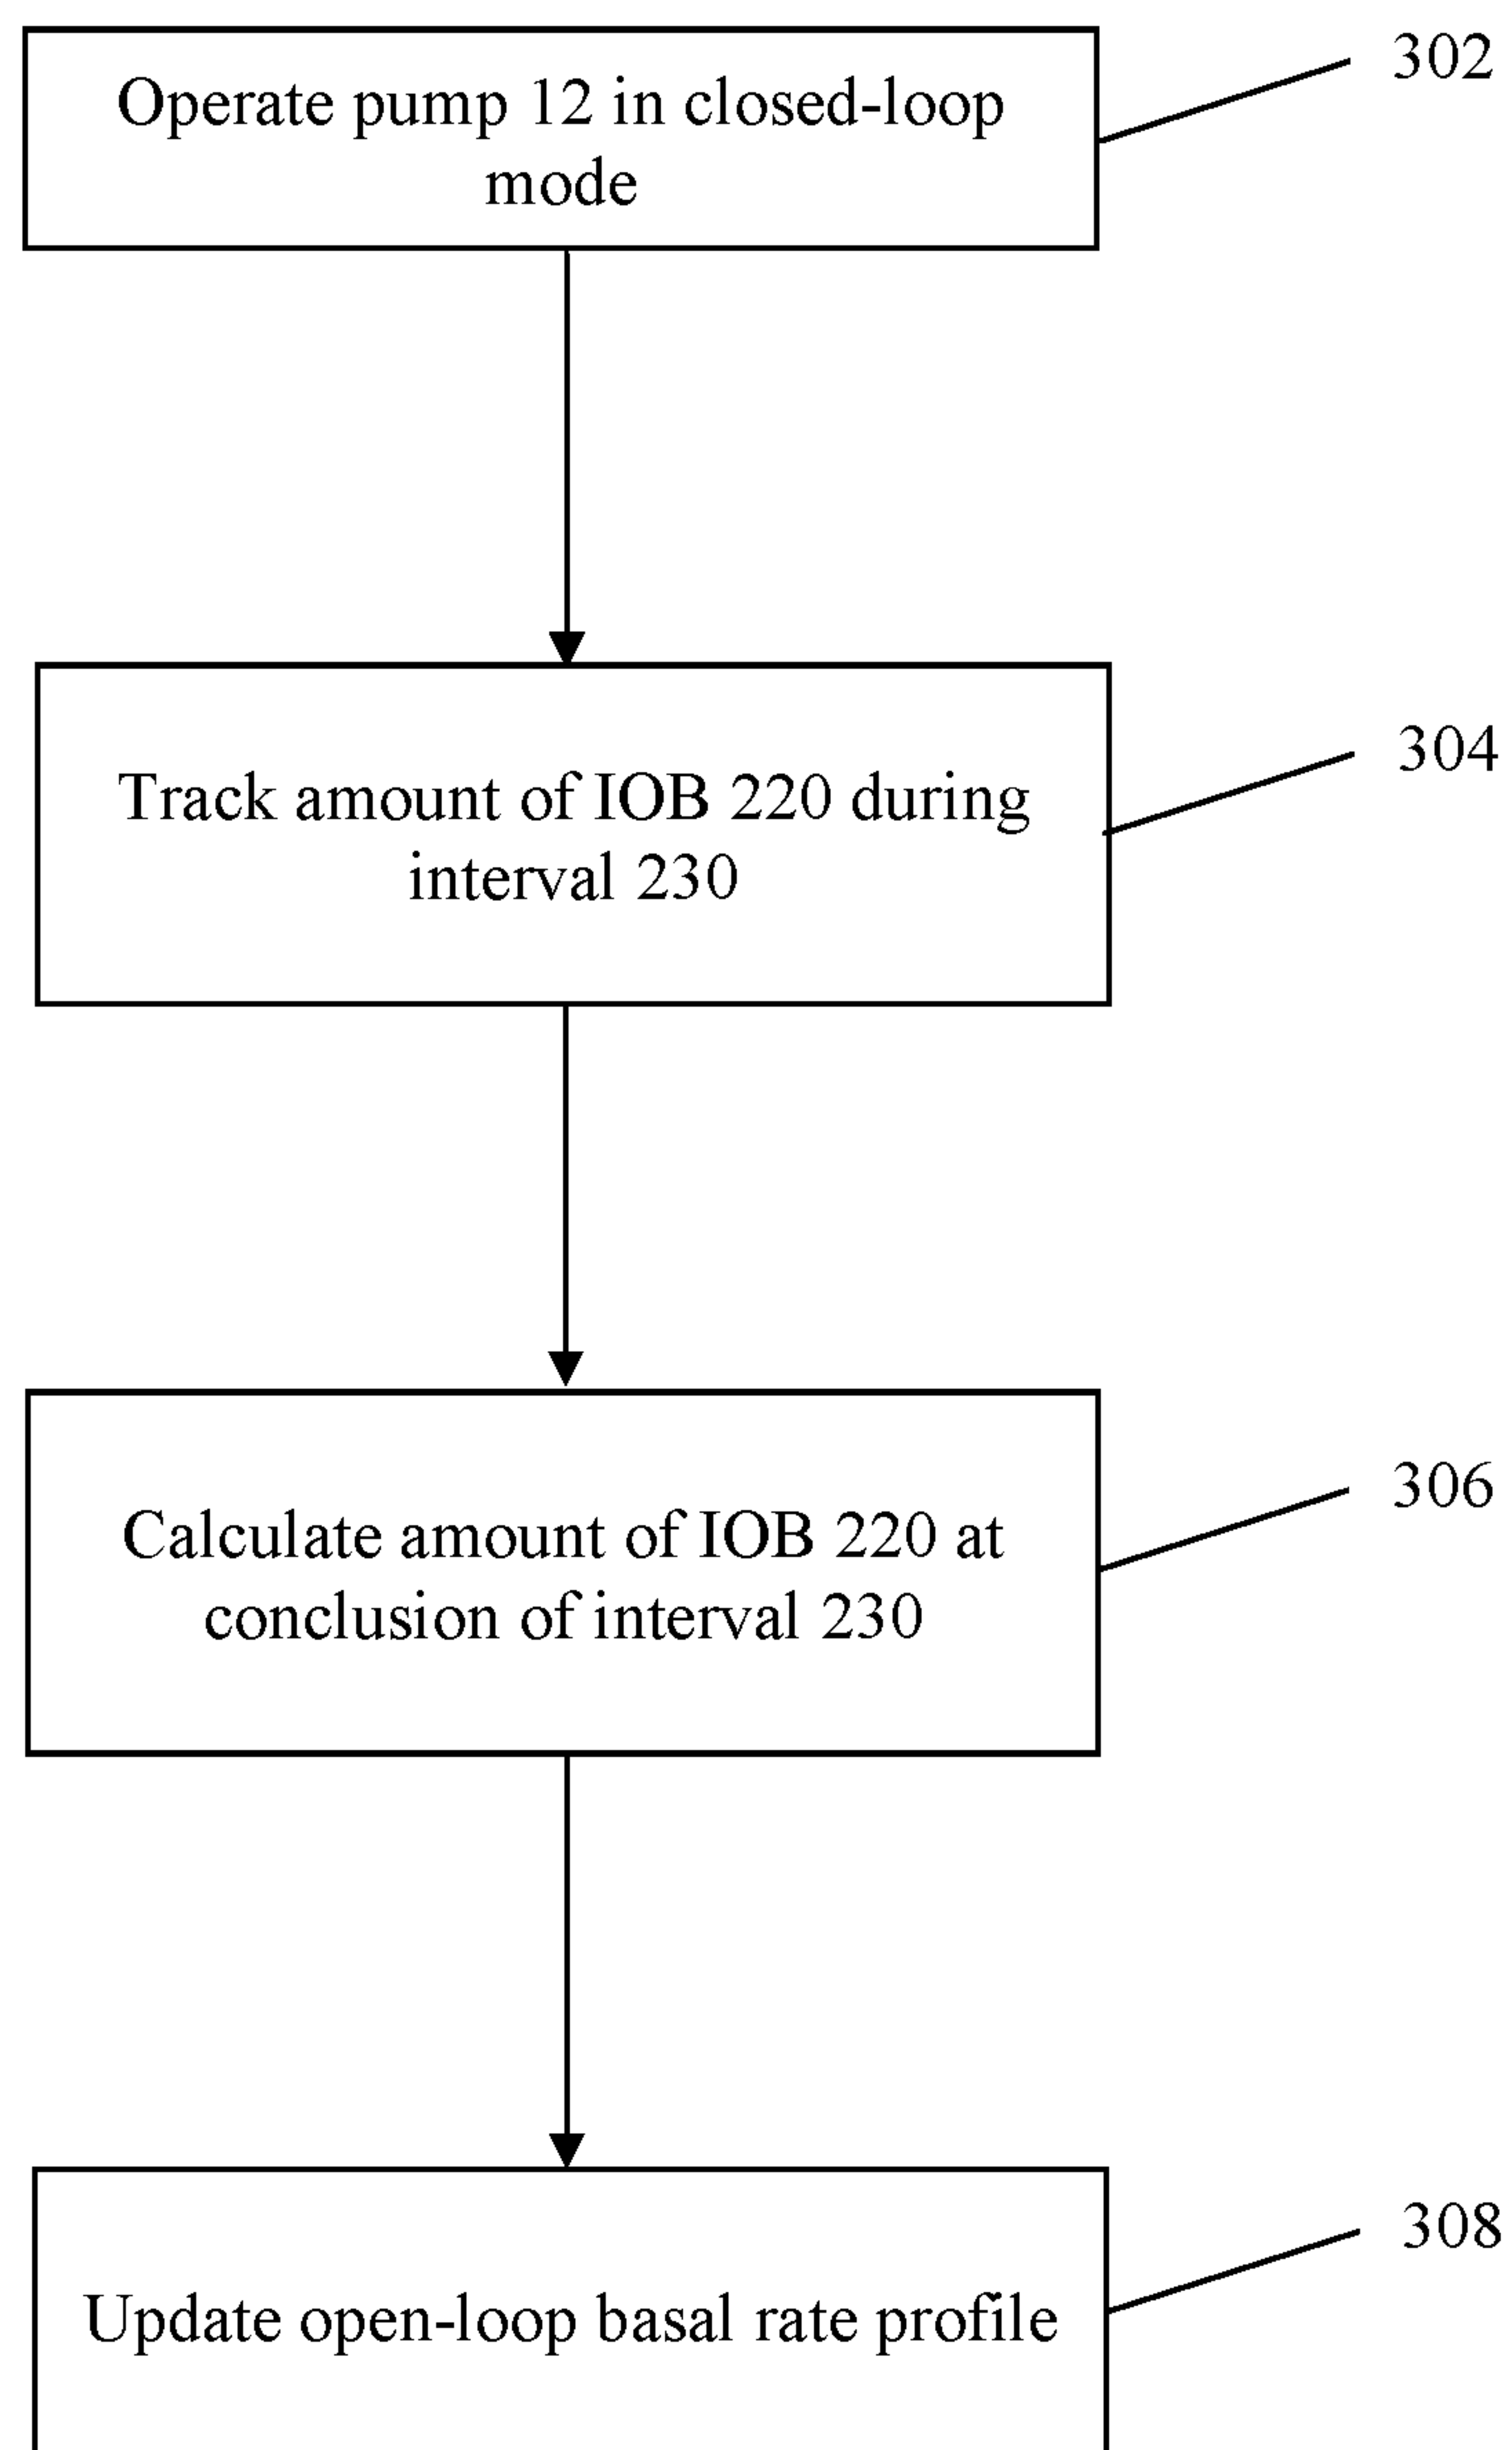 Operate pump 12 in closed-loop
mode
302
Track amount of IOB 220 during
interval 230
304
Calculate amount of IOB 220 at
conclusion of interval 230
306
Update open-loop basal rate profile
308